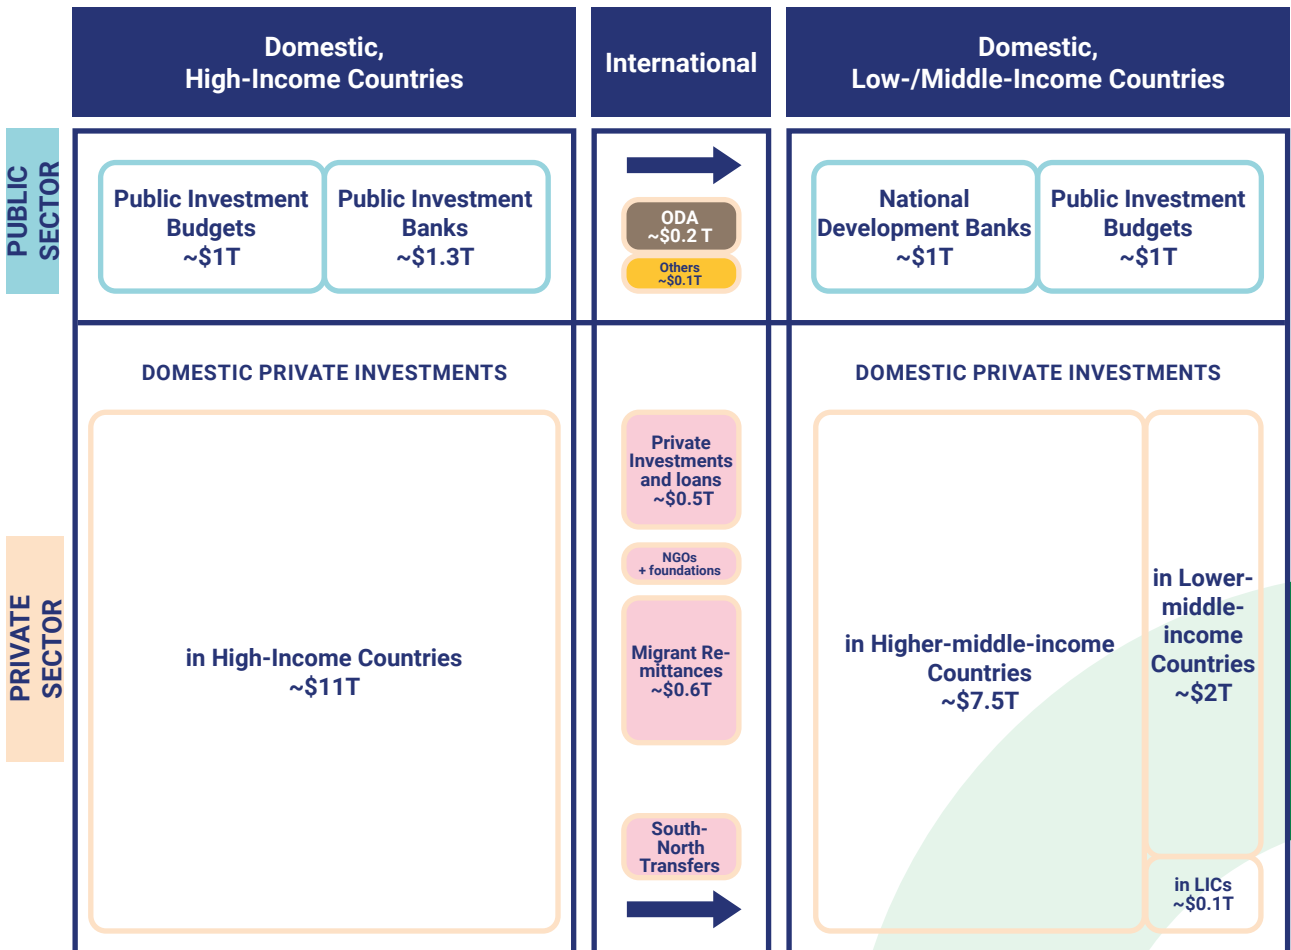 Domestic,
High-Income Countries
International
Domestic,
Low-/Middle-Income Countries
PUBLIC
SECTOR
Public Investment
Budgets
~$1T
Public Investment
Banks
~$1.3T
ODA
~$0.2 T
Others
~$0.1T
National
Development Banks
~$1T
Public Investment
Budgets
~$1T
PRIVATE
SECTOR
DOMESTIC PRIVATE INVESTMENTS
in High-Income Countries
~$11T
Private
Investments
and loans
~$0.5T
NGOs
+ foundations
Migrant Re-
mittances
~$0.6T
South-
North
Transfers
DOMESTIC PRIVATE INVESTMENTS
in Higher-middle-income
Countries
~$7.5T
in Lower-
middle-
income
Countries
~$2T
in LICs
~$0.1T